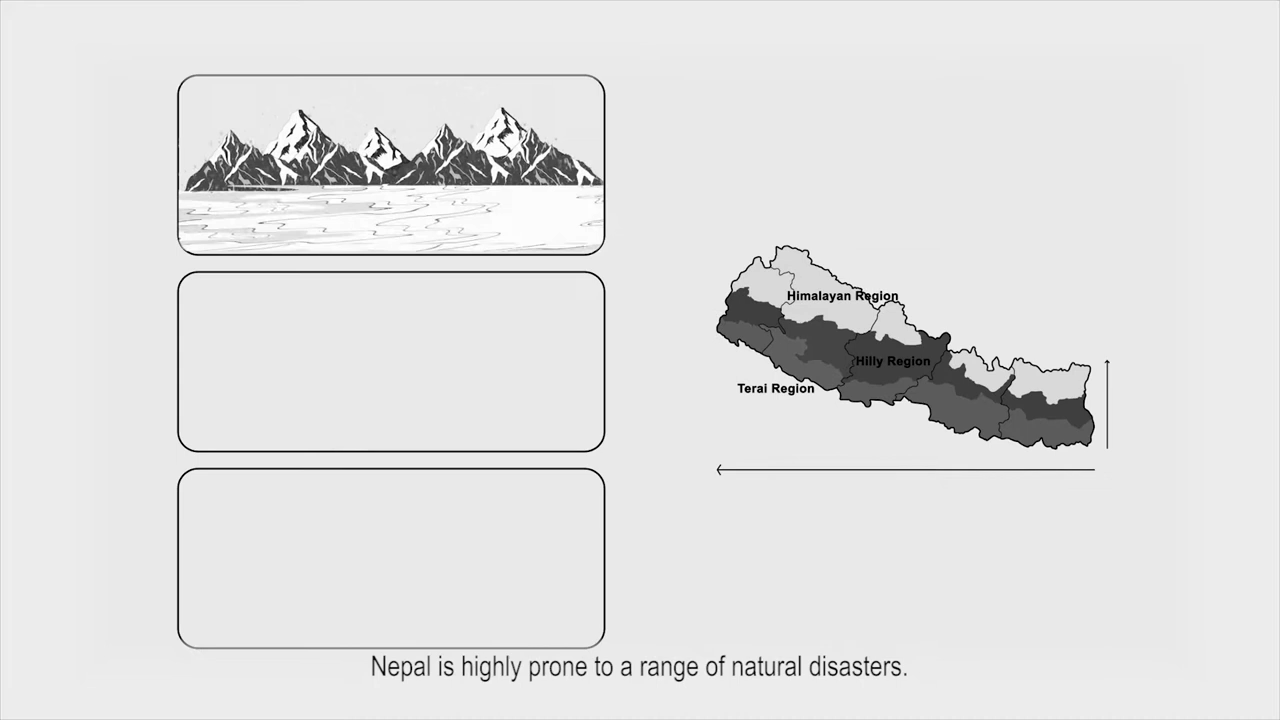 Himalayan Region
Hilly Region
Terai Region
Nepal is highly prone to a range of natural disasters.